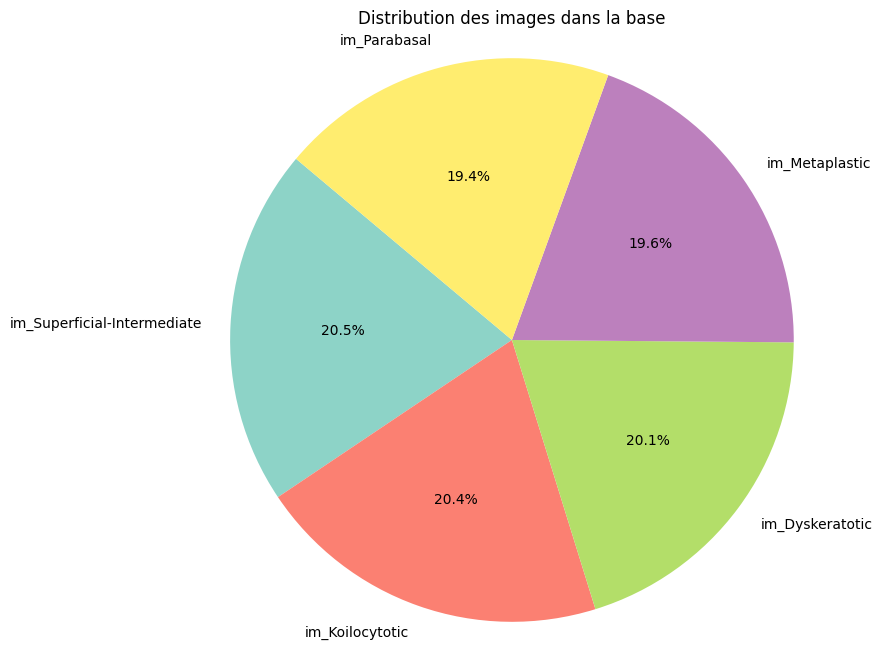 Distribution des images dans la base
im_Parabasal
im_Metaplastic
19.4%
19.6%
im_Superficial-Intermediate
20.5%
20.1%
20.4%
im_Dyskeratotic
im_Koilocytotic